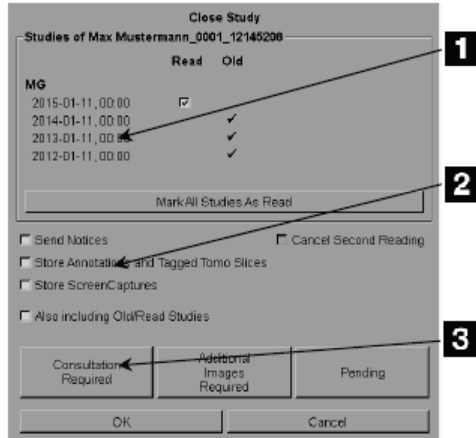 Close Study
Studies of Max Mustermann_0001_12145208
Read Old
MG
2015-01-11, 00:00
2014-01-11, 00:00
2013-01-11, 00:00
2012-01-11, 00:00
1
Mark All Studies As Read
2
Send Notices Cancel Second Reading
Store Annotations and Tagged Tomo Slices
Store ScreenCaptures
Also including Old/Read Studies
3
Consultation Required
Additional Images Required
Pending
OK Cancel